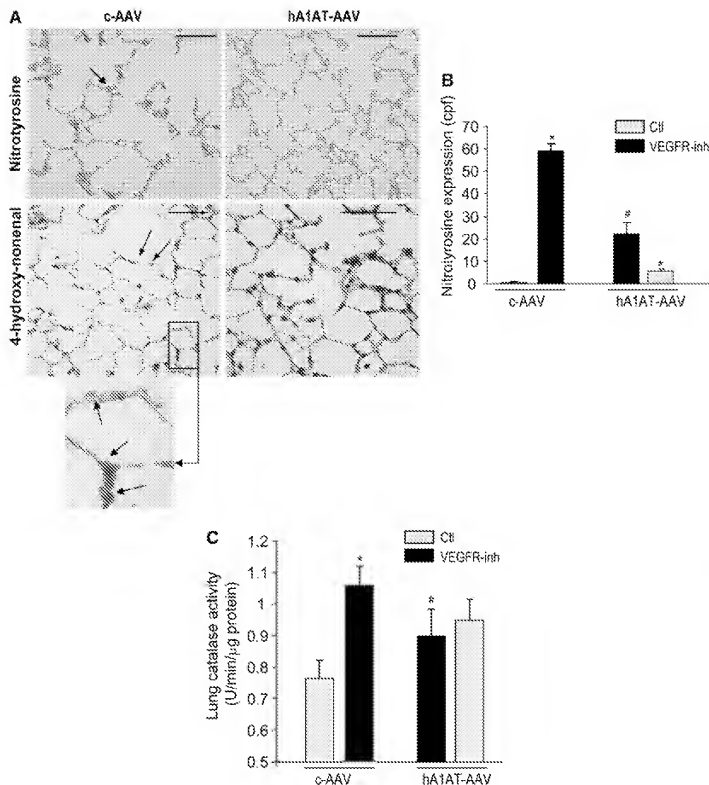 A
c-AAV hA1AT-AAV
Nitrotyrosine
4-hydroxy-nonenal
B
Ctl
VEGFR-inh
Nitrotyrosine expression (cpf)
70
60
50
40
30
20
10
0
*
#
*
c-AAV hA1AT-AAV
C
Ctl
VEGFR-inh
Lung catalase activity
(U/min/µg protein)
1.2
1.1
1
0.9
0.8
0.7
0.6
0.5
*
#
c-AAV hA1AT-AAV